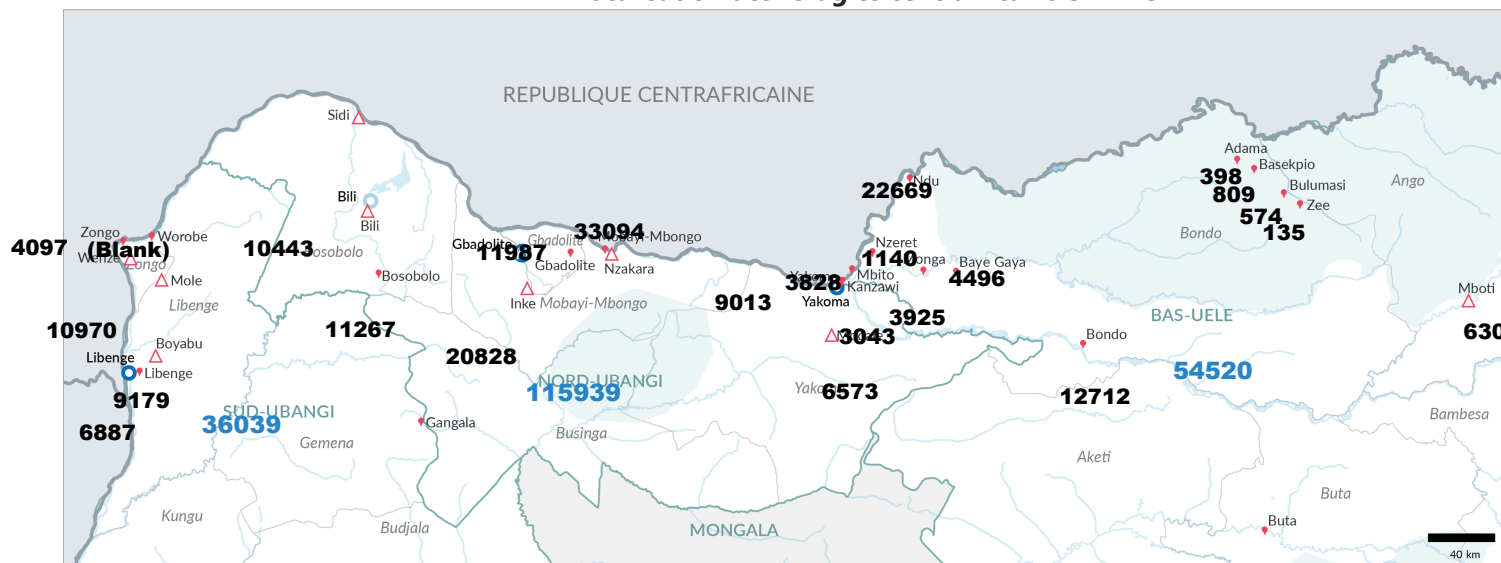 REPUBLIQUE CENTRAFRICAINE
Sidi
Adama
398
Basekpio
809
Bulumasi
574
Zee
135
Ango
Bondo
Ndu
22669
Bili
Bili
Zongo
Worobe
4097
(Blank)
Zongo
10443
Bosobolo
Bosobolo
Mole
Libenge
Gbadolite
Gbadolite
11987
Gbadolite
33094
Mobayi-Mbongo
Nzakara
Inke
Mobayi-Mbongo
9013
Nzeret
1140
Mbito
3828
Kanzawi
Yakoma
Baye Gaya
4496
3925
3043
Mboti
630
BAS-UELE
54520
Bondo
10970
Boyabu
Libenge
Libenge
9179
6887
11267
20828
NORD-UBANGI
115939
SUD-UBANGI
36039
Gemena
Gangala
Businga
6573
12712
Bambesa
Aketi
Buta
Buta
Kungu
Budjala
MONGALA
40 km